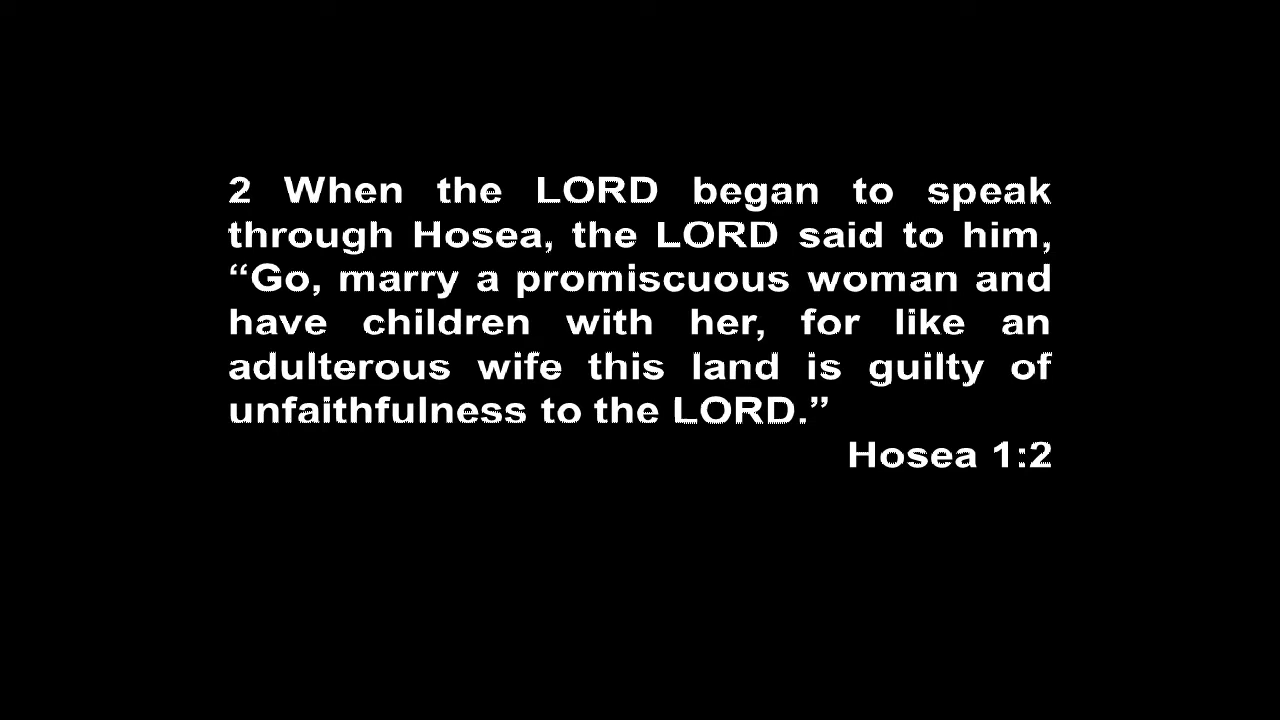 2 When the LORD began to speak
through Hosea, the LORD said to him,
“Go, marry a promiscuous woman and
have children with her, for like an
adulterous wife this land is guilty of
unfaithfulness to the LORD.”
Hosea 1:2